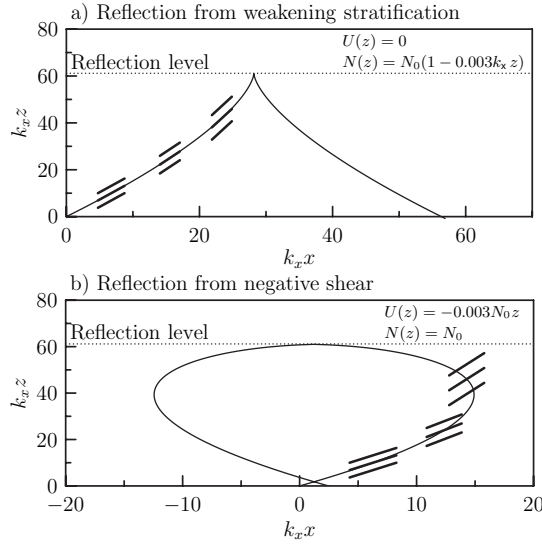 a) Reflection from weakening stratification
U(z) = 0
N(z) = N₀(1 − 0.003kₓ z)
Reflection level
80
60
40
20
0
kₓz
0 20 40 60
kₓx
b) Reflection from negative shear
U(z) = −0.003N₀z
N(z) = N₀
Reflection level
80
60
40
20
0
kₓz
−20 −10 0 10 20
kₓx